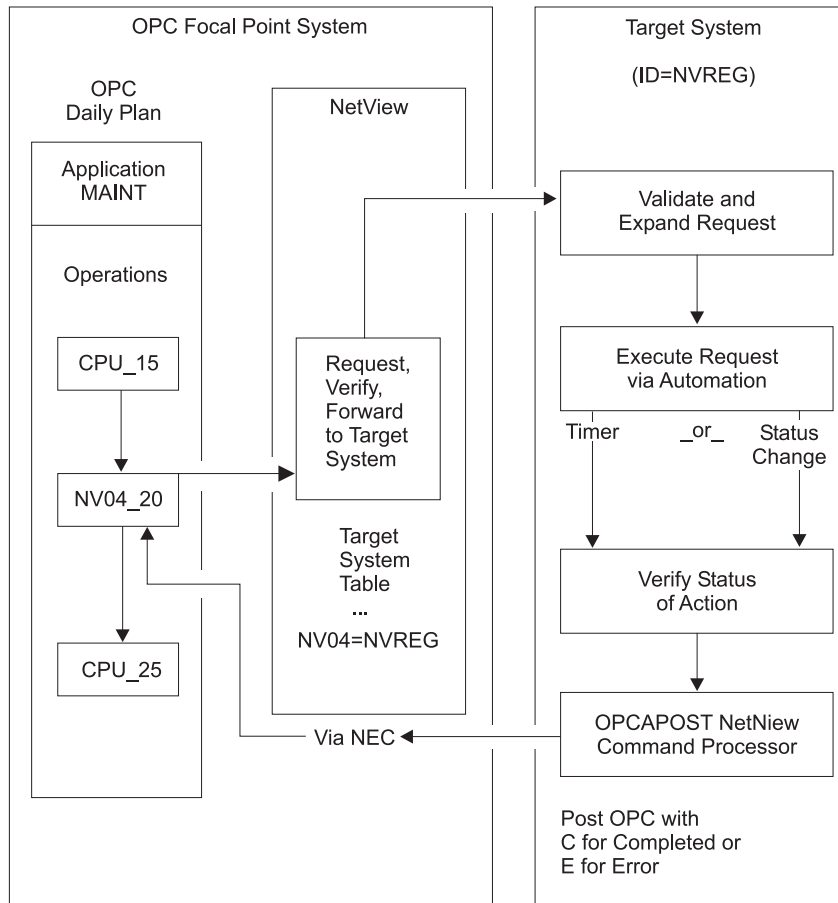 OPC Focal Point System
OPC
Daily Plan
Application
MAINT
Operations
CPU_15
NV04_20
CPU_25
NetView
Request,
Verify,
Forward
to Target
System
Target
System
Table
...
NV04=NVREG
Via NEC
Target System
(ID=NVREG)
Validate and
Expand Request
Execute Request
via Automation
Timer
_or_
Status
Change
Verify Status
of Action
OPCAPOST NetNiew
Command Processor
Post OPC with
C for Completed or
E for Error